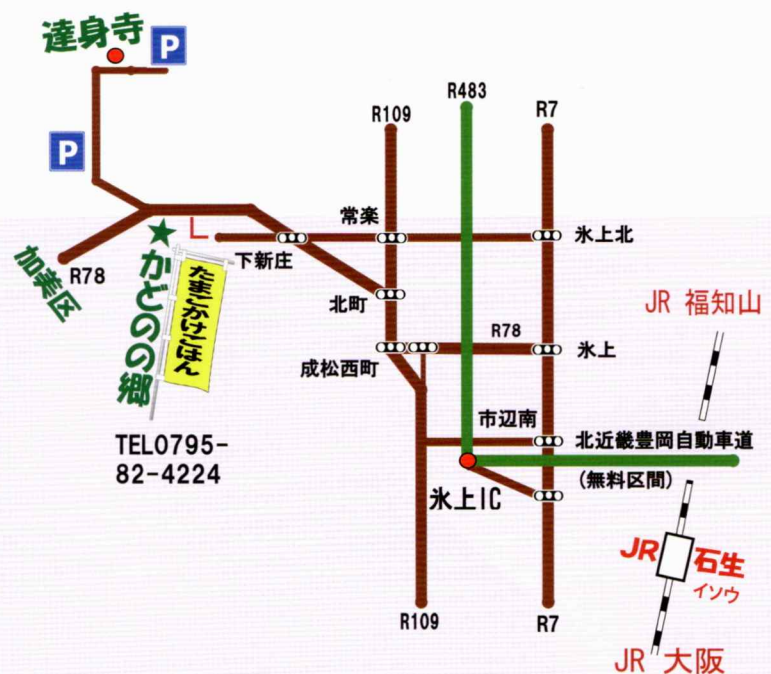 達身寺
P
P
R109
R483
R7
常楽
氷上北
L
下新庄
加美区
R78
かどのの郷
たまごかけごはん
北町
JR 福知山
R78
氷上
成松西町
市辺南
北近畿豊岡自動車道
(無料区間)
TEL0795-
82-4224
氷上IC
JR 石生
イソウ
R109
R7
JR 大阪